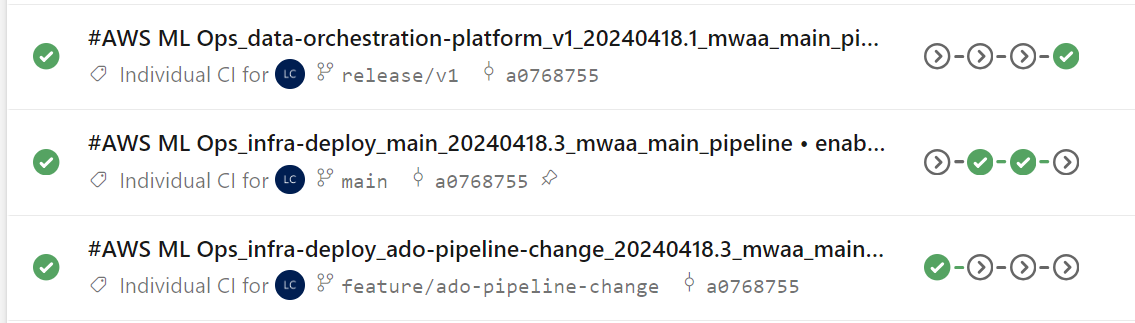 #AWS ML Ops_data-orchestration-platform_v1_20240418.1_mwaa_main_pi...
Individual CI for LC release/v1 a0768755
#AWS ML Ops_infra-deploy_main_20240418.3_mwaa_main_pipeline • enab...
Individual CI for LC main a0768755
#AWS ML Ops_infra-deploy_ado-pipeline-change_20240418.3_mwaa_main...
Individual CI for LC feature/ado-pipeline-change a0768755